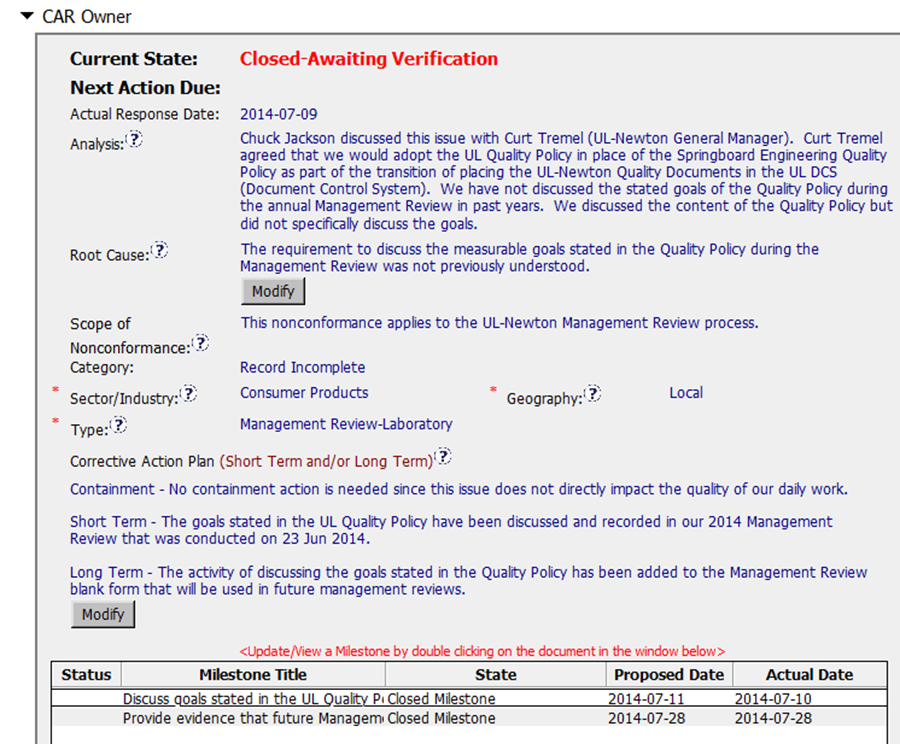 CAR Owner
Current State: Closed-Awaiting Verification
Next Action Due:
Actual Response Date: 2014-07-09
Analysis: ? Chuck Jackson discussed this issue with Curt Tremel (UL-Newton General Manager). Curt Tremel
agreed that we would adopt the UL Quality Policy in place of the Springboard Engineering Quality
Policy as part of the transition of placing the UL-Newton Quality Documents in the UL DCS
(Document Control System). We have not discussed the stated goals of the Quality Policy during
the annual Management Review in past years. We discussed the content of the Quality Policy but
did not specifically discuss the goals.
Root Cause: ? The requirement to discuss the measurable goals stated in the Quality Policy during the
Management Review was not previously understood.
Modify
Scope of This nonconformance applies to the UL-Newton Management Review process.
Nonconformance: ?
Category: Record Incomplete
* Sector/Industry: ? Consumer Products * Geography: ? Local
* Type: ? Management Review-Laboratory
Corrective Action Plan (Short Term and/or Long Term) ?
Containment - No containment action is needed since this issue does not directly impact the quality of our daily work.
Short Term - The goals stated in the UL Quality Policy have been discussed and recorded in our 2014 Management
Review that was conducted on 23 Jun 2014.
Long Term - The activity of discussing the goals stated in the Quality Policy has been added to the Management Review
blank form that will be used in future management reviews.
Modify
<Update/View a Milestone by double clicking on the document in the window below>
Status Milestone Title State Proposed Date Actual Date
Discuss goals stated in the UL Quality P Closed Milestone 2014-07-11 2014-07-10
Provide evidence that future Managem Closed Milestone 2014-07-28 2014-07-28